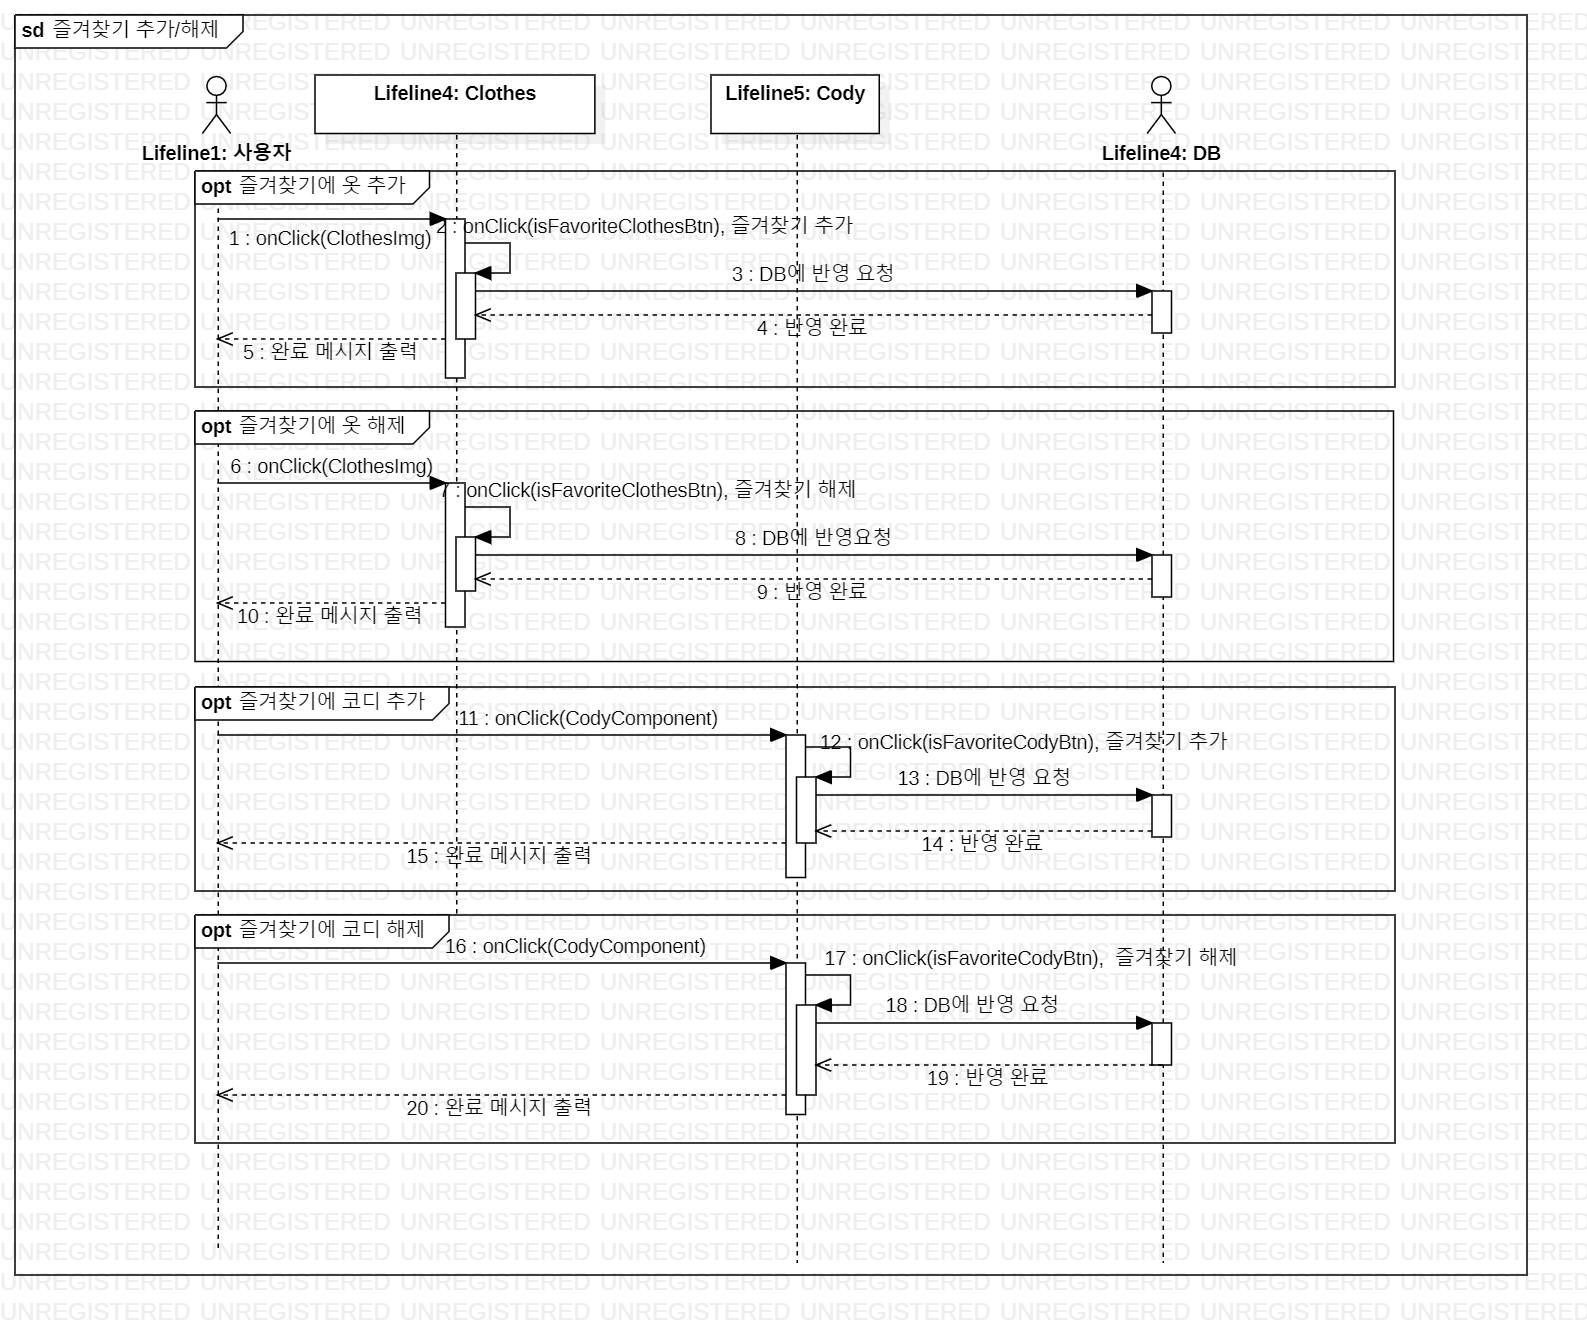 sd 즐겨찾기 추가/해제
Lifeline1: 사용자
Lifeline4: Clothes
Lifeline5: Cody
Lifeline4: DB
opt 즐겨찾기에 옷 추가
1 : onClick(ClothesImg)
2 : onClick(isFavoriteClothesBtn), 즐겨찾기 추가
3 : DB에 반영 요청
4 : 반영 완료
5 : 완료 메시지 출력
opt 즐겨찾기에 옷 해제
6 : onClick(ClothesImg)
7 : onClick(isFavoriteClothesBtn), 즐겨찾기 해제
8 : DB에 반영요청
9 : 반영 완료
10 : 완료 메시지 출력
opt 즐겨찾기에 코디 추가
11 : onClick(CodyComponent)
12 : onClick(isFavoriteCodyBtn), 즐겨찾기 추가
13 : DB에 반영 요청
14 : 반영 완료
15 : 완료 메시지 출력
opt 즐겨찾기에 코디 해제
16 : onClick(CodyComponent)
17 : onClick(isFavoriteCodyBtn), 즐겨찾기 해제
18 : DB에 반영 요청
19 : 반영 완료
20 : 완료 메시지 출력
UNREGISTERED